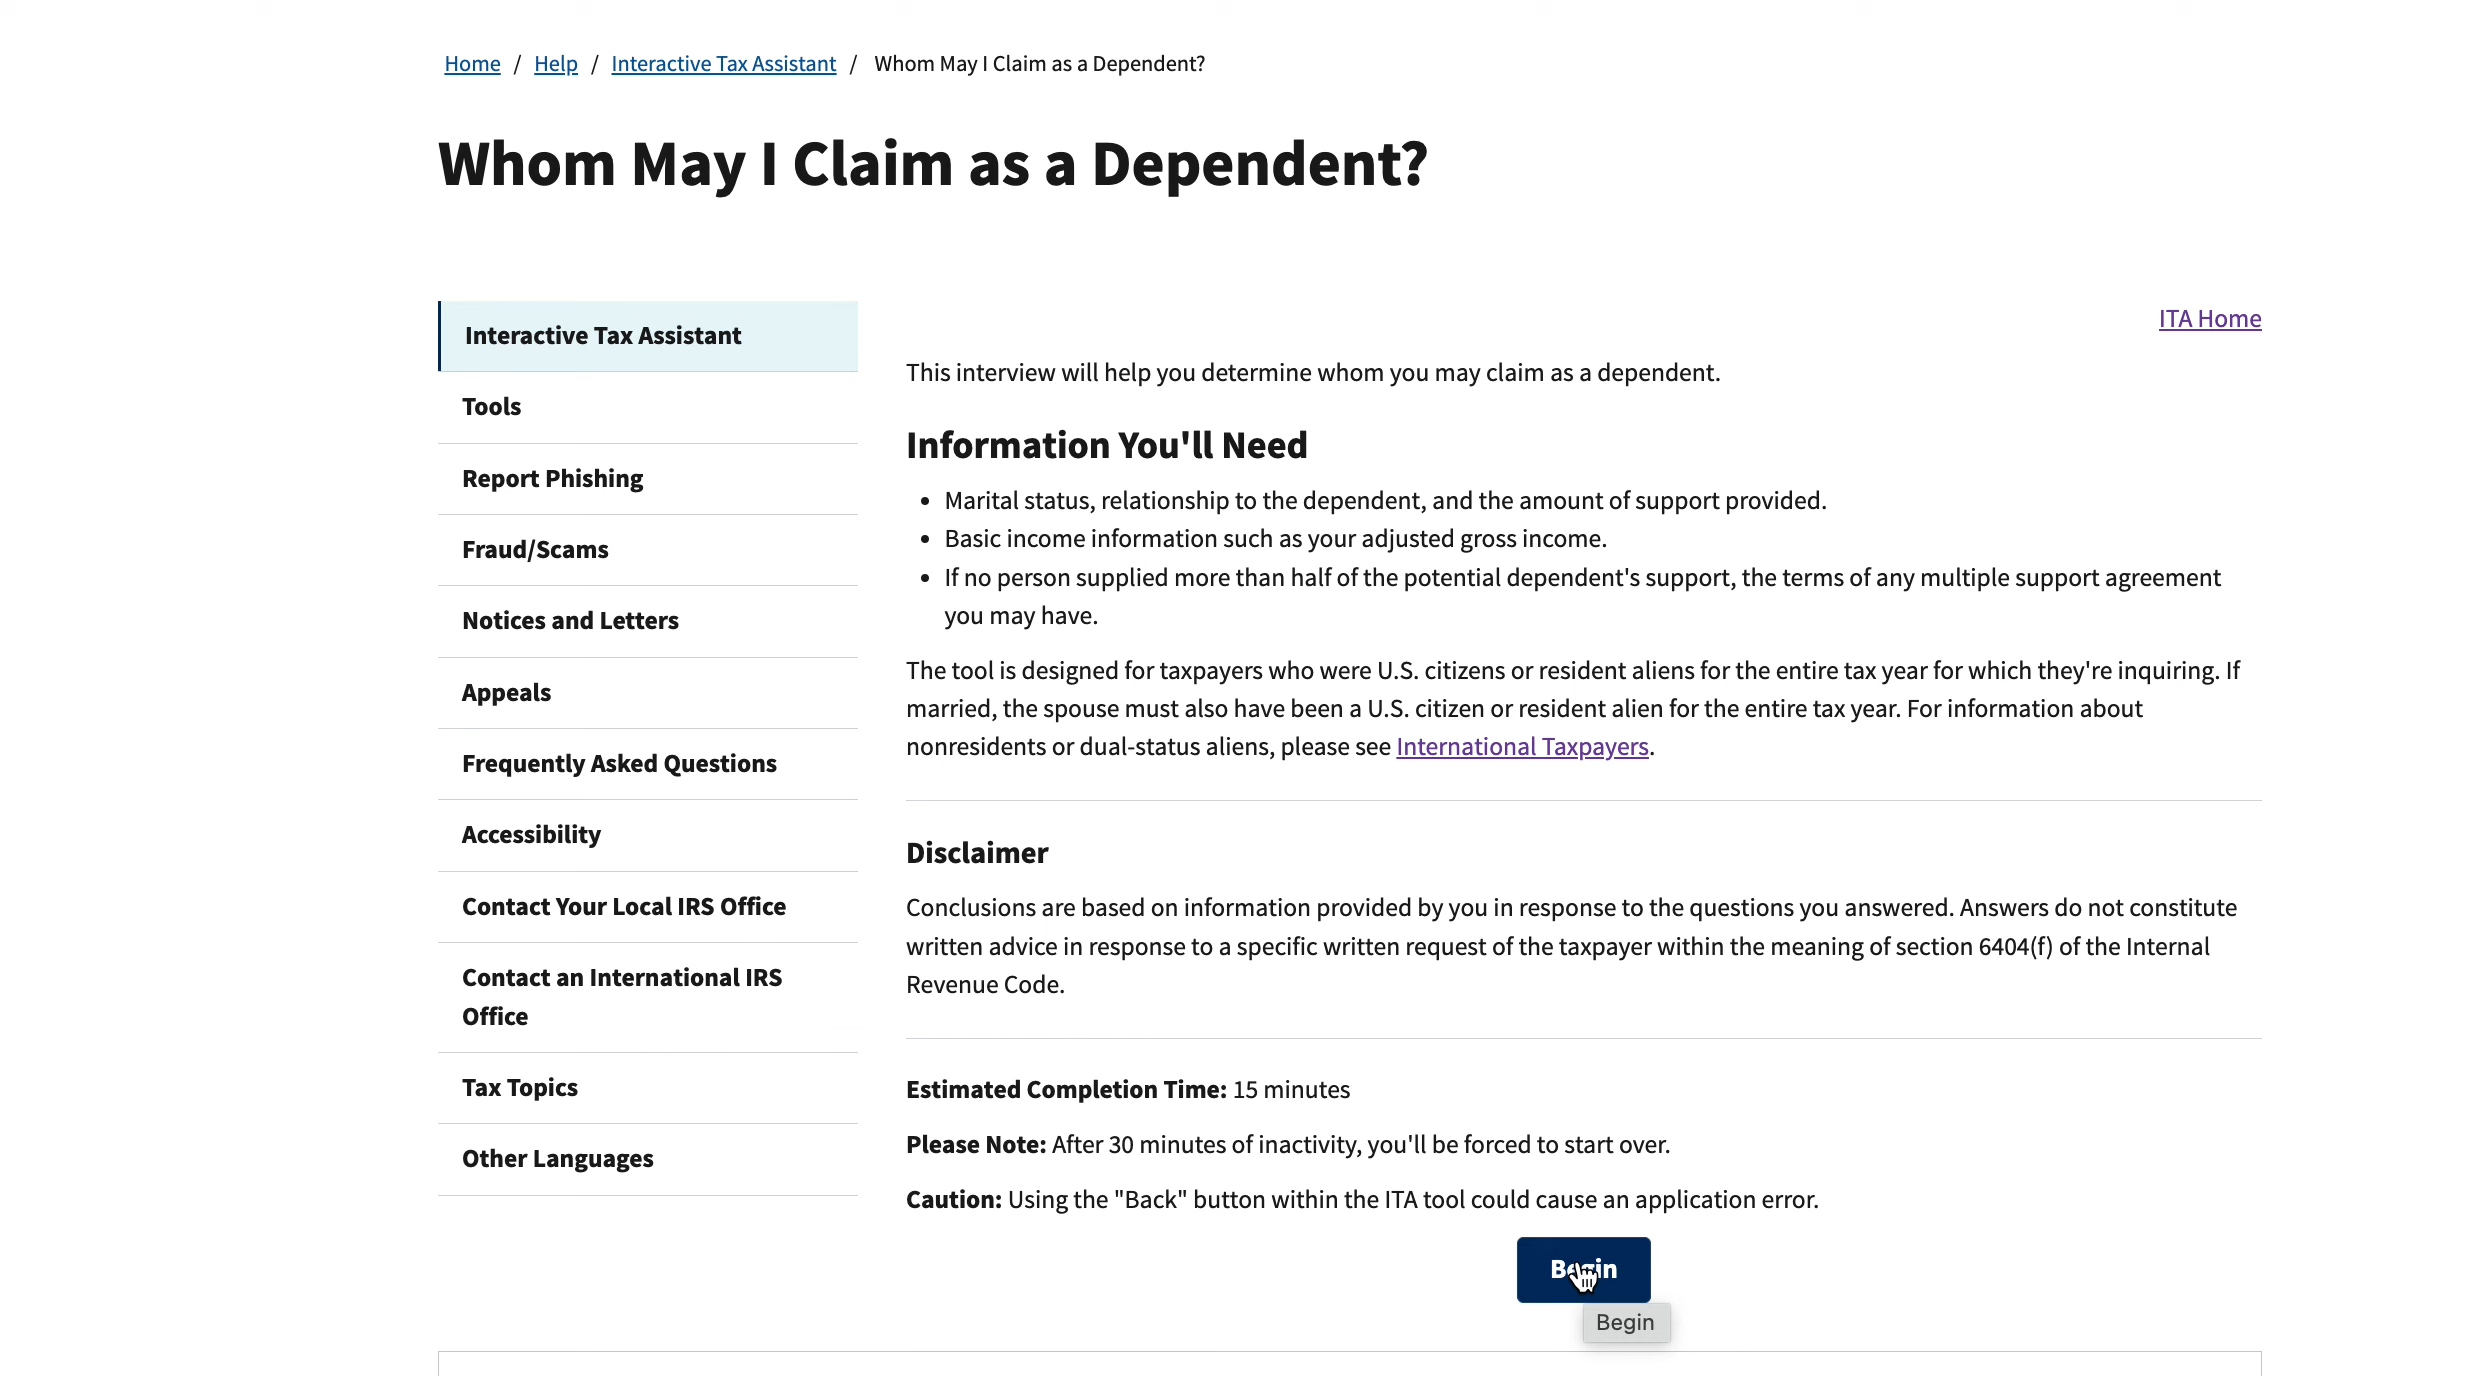 Home / Help / Interactive Tax Assistant / Whom May I Claim as a Dependent?
Whom May I Claim as a Dependent?
Interactive Tax Assistant
Tools
Report Phishing
Fraud/Scams
Notices and Letters
Appeals
Frequently Asked Questions
Accessibility
Contact Your Local IRS Office
Contact an International IRS
Office
Tax Topics
Other Languages
ITA Home
This interview will help you determine whom you may claim as a dependent.
Information You'll Need
• Marital status, relationship to the dependent, and the amount of support provided.
• Basic income information such as your adjusted gross income.
• If no person supplied more than half of the potential dependent's support, the terms of any multiple support agreement
you may have.
The tool is designed for taxpayers who were U.S. citizens or resident aliens for the entire tax year for which they're inquiring. If
married, the spouse must also have been a U.S. citizen or resident alien for the entire tax year. For information about
nonresidents or dual-status aliens, please see International Taxpayers.
Disclaimer
Conclusions are based on information provided by you in response to the questions you answered. Answers do not constitute
written advice in response to a specific written request of the taxpayer within the meaning of section 6404(f) of the Internal
Revenue Code.
Estimated Completion Time: 15 minutes
Please Note: After 30 minutes of inactivity, you'll be forced to start over.
Caution: Using the "Back" button within the ITA tool could cause an application error.
Begin
Begin